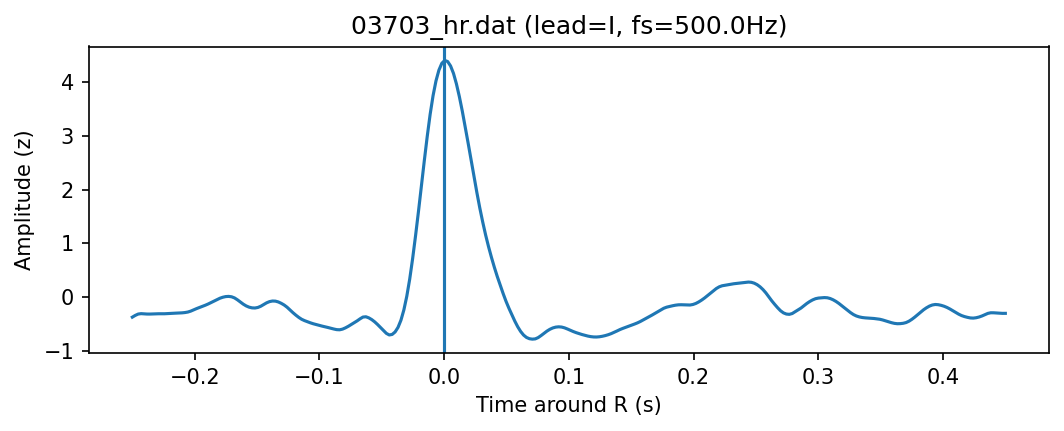 03703_hr.dat (lead=I, fs=500.0Hz)
Amplitude (z)
4
3
2
1
0
−1
−0.2 −0.1 0.0 0.1 0.2 0.3 0.4
Time around R (s)